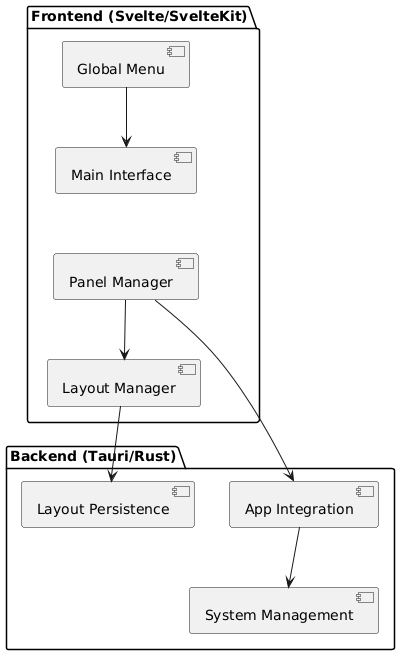 Frontend (Svelte/SvelteKit)
Global Menu
Main Interface
Panel Manager
Layout Manager
Backend (Tauri/Rust)
Layout Persistence
App Integration
System Management